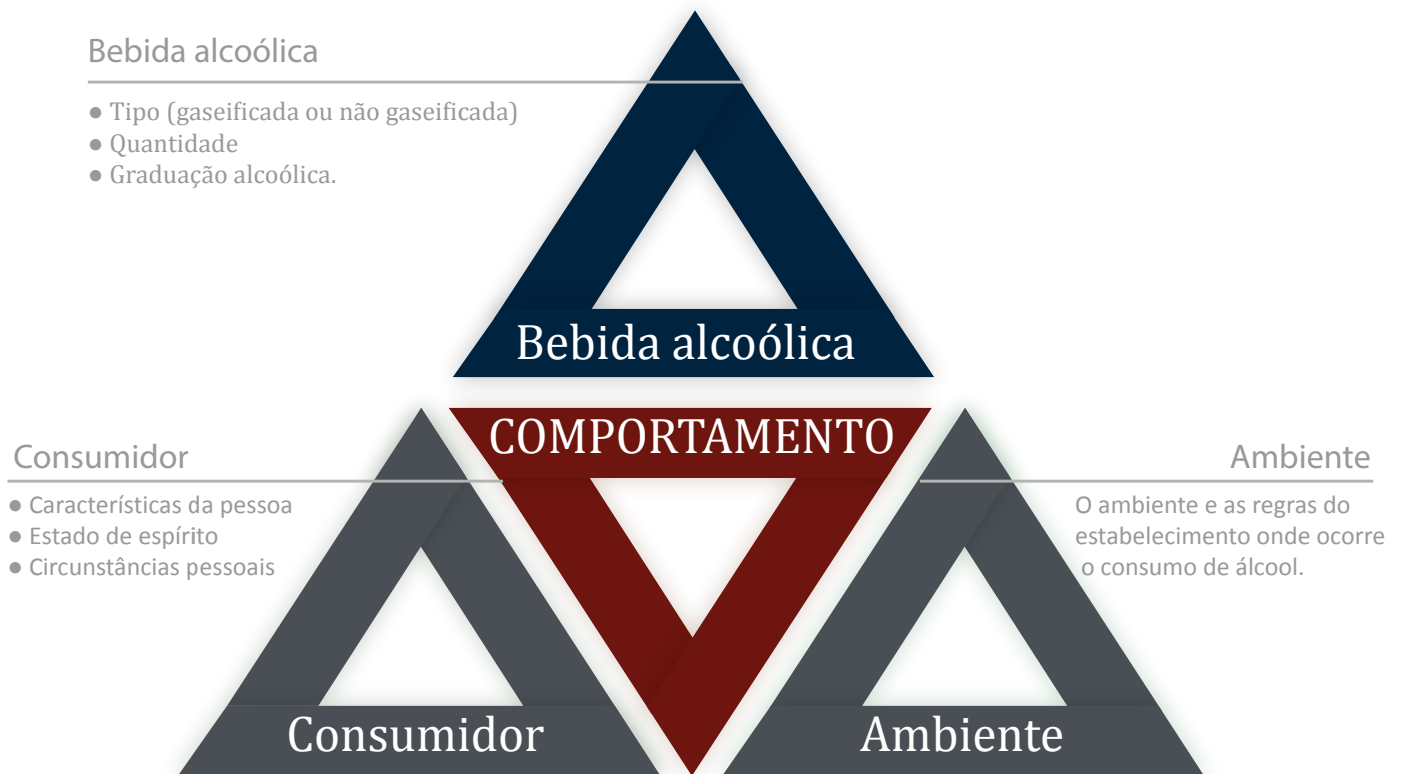 Bebida alcoólica
● Tipo (gaseificada ou não gaseificada)
● Quantidade
● Graduação alcoólica.
Bebida alcoólica
COMPORTAMENTO
Consumidor
● Características da pessoa
● Estado de espírito
● Circunstâncias pessoais
Ambiente
O ambiente e as regras do
estabelecimento onde ocorre
o consumo de álcool.
Consumidor
Ambiente